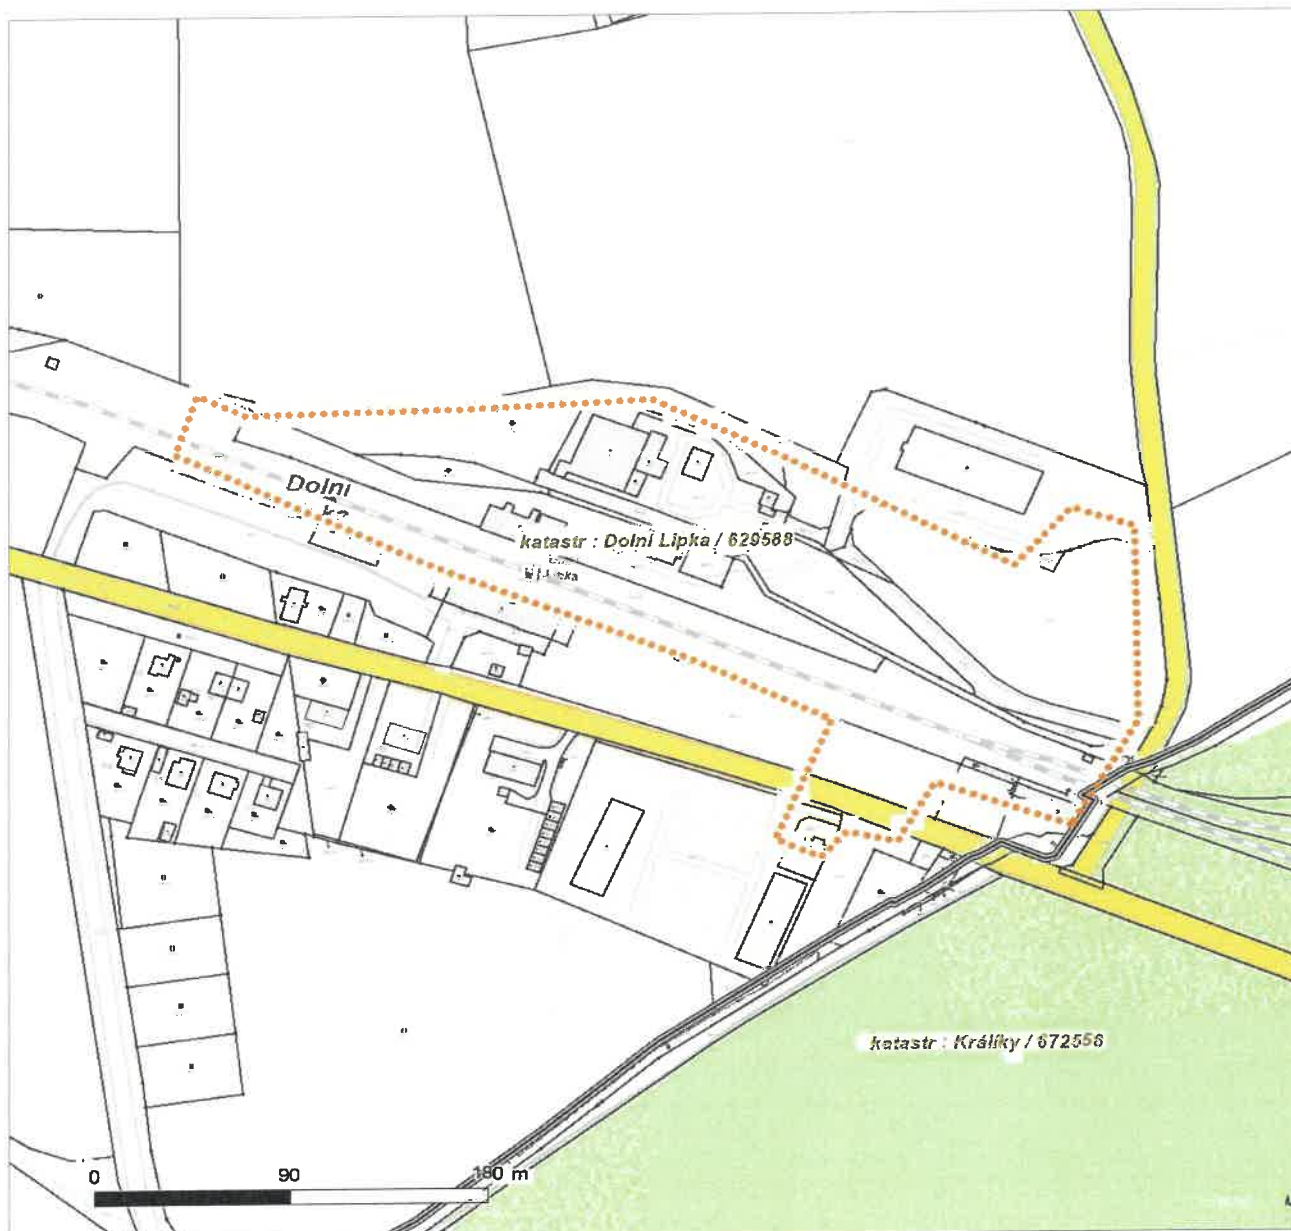 Dolní
katastr : Dolní Lipka / 629588
katastr : Králíky / 672556
0 90 180 m